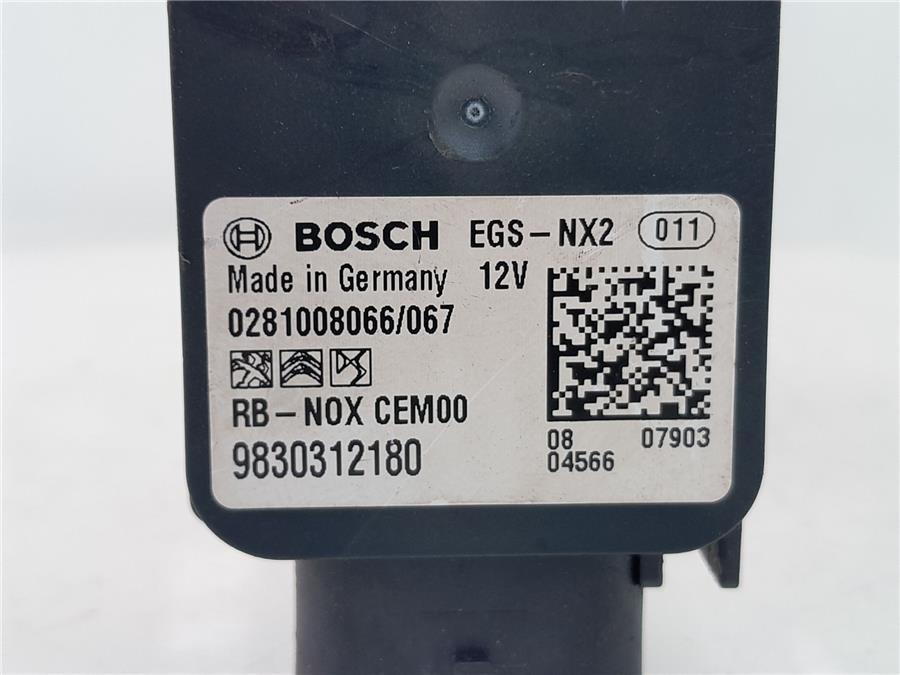 BOSCH EGS-NX2 011
Made in Germany 12V
0281008066/067
RB-NOX CEM00
9830312180
08 07903
04566